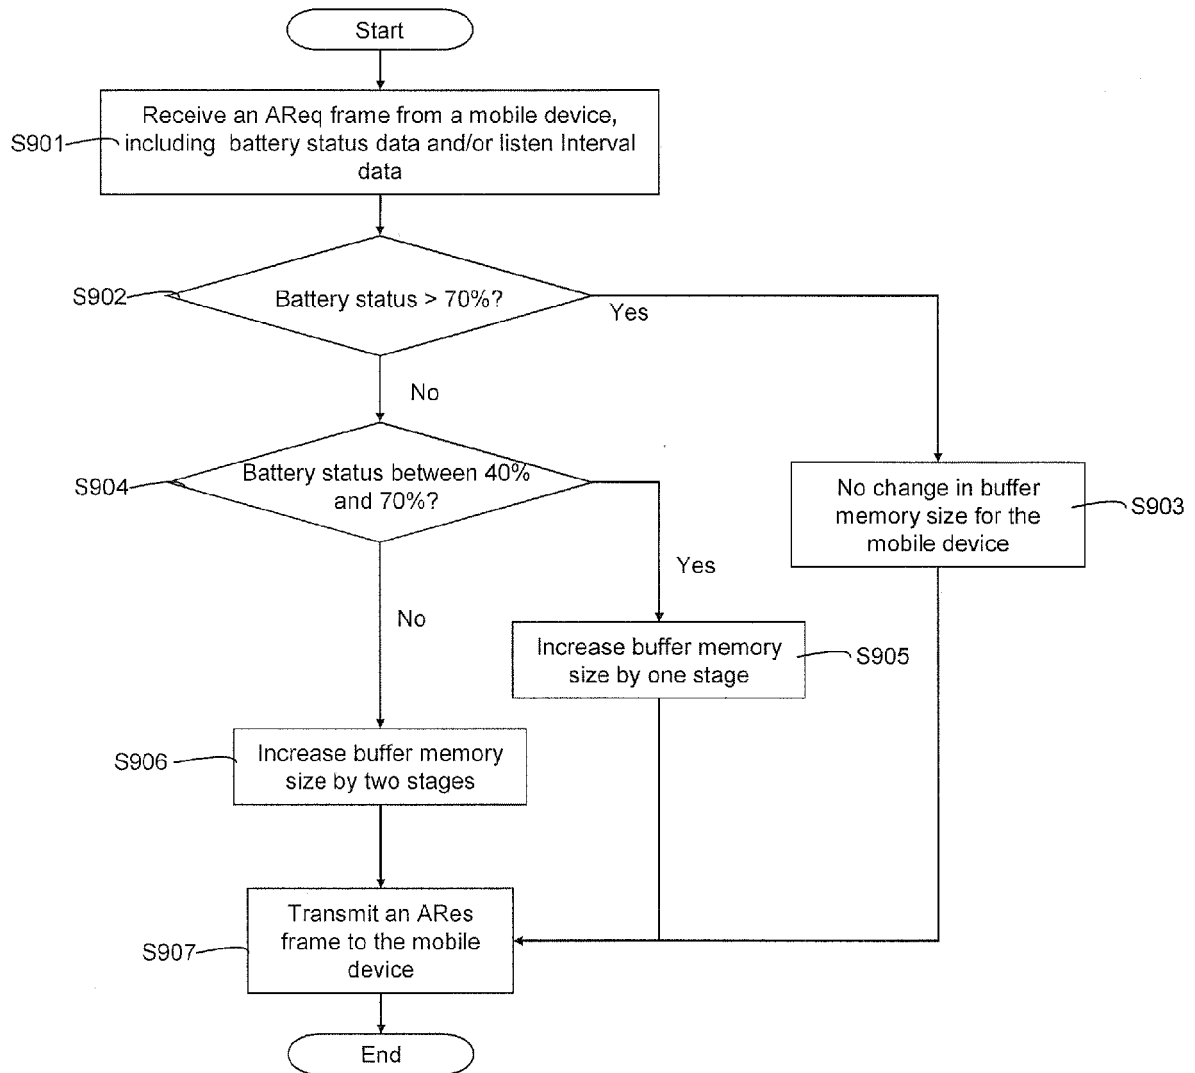 Start
Receive an AReq frame from a mobile device,
including battery status data and/or listen Interval
data
S901
S902
Battery status > 70%?
Yes
No
S904
Battery status between 40%
and 70%?
Yes
No
No change in buffer
memory size for the
mobile device
S903
Increase buffer memory
size by one stage
S905
S906
Increase buffer memory
size by two stages
S907
Transmit an ARes
frame to the mobile
device
End